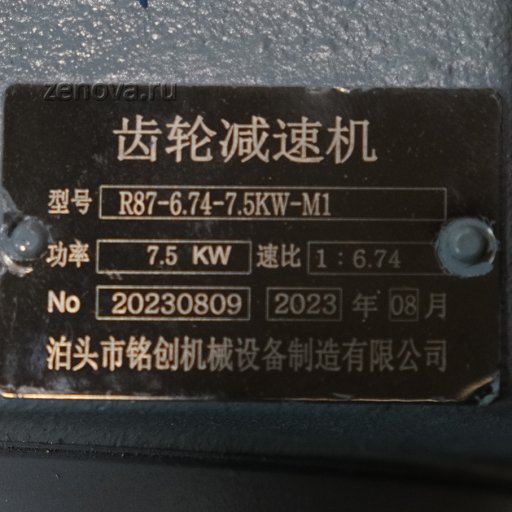 zenova.ru
齿轮减速机
型号 R87-6.74-7.5KW-M1
功率 7.5 KW 速比 1:6.74
No 20230809 2023 年 08 月
泊头市铭创机械设备制造有限公司